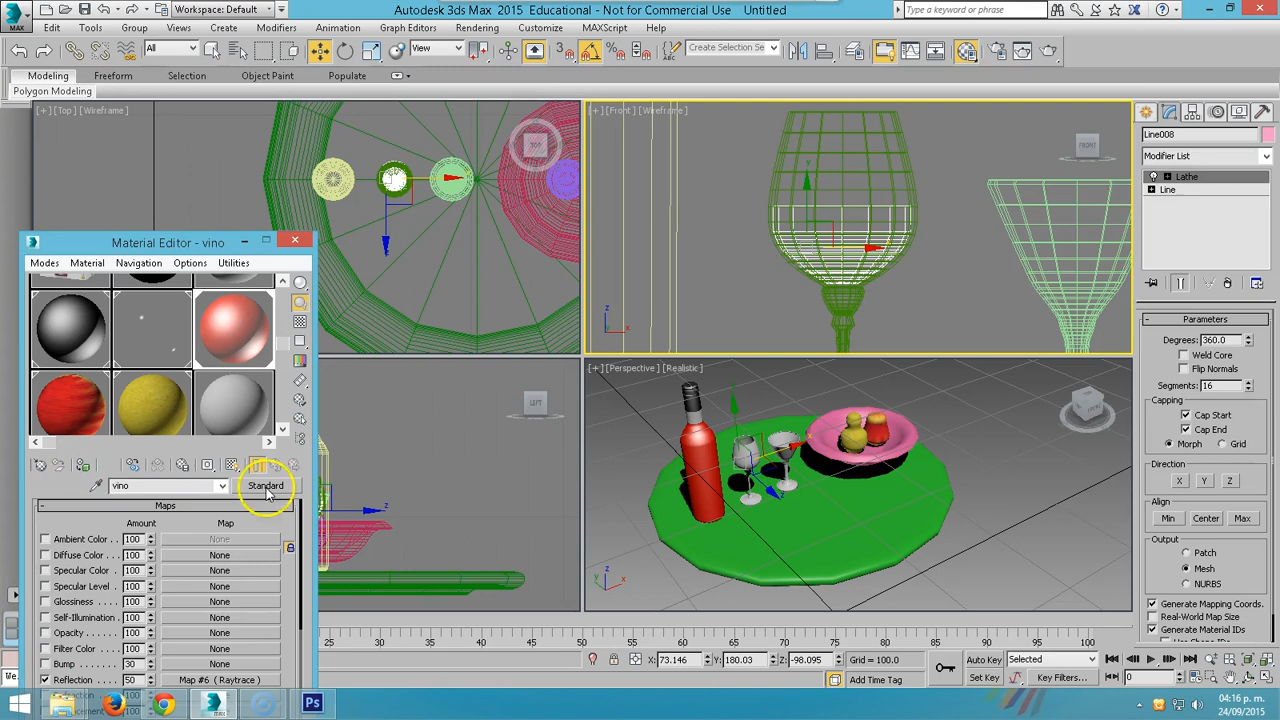 Workspace: Default
Autodesk 3ds Max 2015 Educational - Not for Commercial Use Untitled
Type a keyword or phrase
MAX
Edit Tools Group Views Create Modifiers Animation Graph Editors Rendering Customize MAXScript Help
All
View
3
Create Selection Se
Modeling Freeform Selection Object Paint Populate
Polygon Modeling
[+] [Top] [Wireframe]
TOP
[+] [Front] [Wireframe]
FRONT
y
x
z
x
Line008
Modifier List
Lathe
Line
Material Editor - vino
Modes Material Navigation Options Utilities
vino
Standard
Maps
Amount Map
Ambient Color . . 100 None
Diffuse Color . . . 100 None
Specular Color . . 100 None
Specular Level . . 100 None
Glossiness . . . . 100 None
Self-Illumination . . 100 None
Opacity . . . . . 100 None
Filter Color . . . . 100 None
Bump . . . . . . 30 None
Reflection . . . . Map #6 ( Raytrace )
LEFT
z
[+] [Perspective] [Realistic]
z
x
y
Parameters
Degrees: 360.0
Weld Core
Flip Normals
Segments: 16
Capping
Cap Start
Cap End
Morph Grid
Direction
X Y Z
Align
Min Center Max
Output
Patch
Mesh
NURBS
Generate Mapping Coords.
Real-World Map Size
Generate Material IDs
25 30 35 40 45 50 55 60 65 70 75 80 85 90 95 100
X: 73.146 Y: 180.03 Z: -98.095 Grid = 100.0
Add Time Tag
Auto Key Selected
Set Key Key Filters...
0
We
Ps
04:16 p. m.
24/09/2015